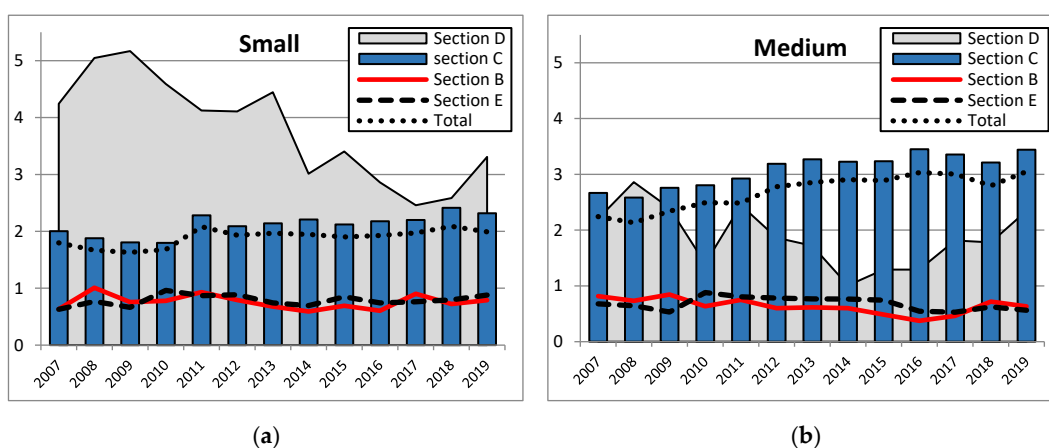 Small
Section D
section C
Section B
Section E
Total
5
4
3
2
1
0
2007 2008 2009 2010 2011 2012 2013 2014 2015 2016 2017 2018 2019
(a)
Medium
Section D
Section C
Section B
Section E
Total
5
4
3
2
1
0
2007 2008 2009 2010 2011 2012 2013 2014 2015 2016 2017 2018 2019
(b)